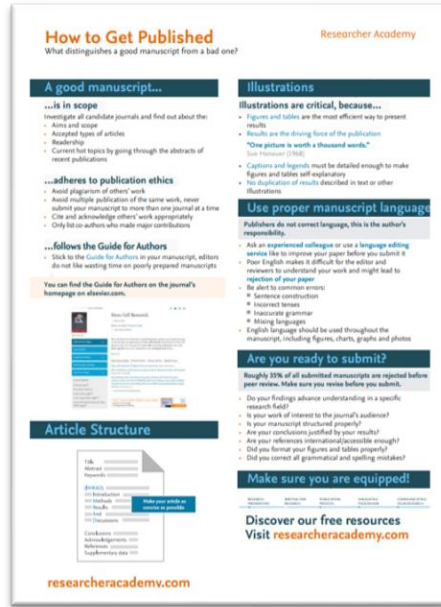 How to Get Published
What distinguishes a good manuscript from a bad one?
Researcher Academy
A good manuscript...
...is in scope
Investigate all candidate journals and find out about the:
- Aims and scope
- Accepted types of articles
- Readership
- Current hot topics by going through the abstracts of
recent publications
...adheres to publication ethics
- Avoid plagiarism of others' work
- Avoid multiple publication of the same work, never
submit your manuscript to more than one journal at a time
- Cite and acknowledge others' work appropriately
- Only list co-authors who made major contributions
...follows the Guide for Authors
- Stick to the Guide for Authors in your manuscript, editors
do not like wasting time on poorly prepared manuscripts
You can find the Guide for Authors on the journal's
homepage on elsevier.com.
Article Structure
Title
Abstract
Keywords
(IMRAD)
Introduction
Methods
Results
And
Discussions
Make your article as
concise as possible
Conclusions
Acknowledgements
References
Supplementary data
researcheracademy.com
Illustrations
Illustrations are critical, because...
- Figures and tables are the most efficient way to present
results
- Results are the driving force of the publication
"One picture is worth a thousand words."
Sue Hanauer (1968)
- Captions and legends must be detailed enough to make
figures and tables self-explanatory
- No duplication of results described in text or other
illustrations
Use proper manuscript language
Publishers do not correct language, this is the author's
responsibility.
- Ask an experienced colleague or use a language editing
service like to improve your paper before you submit it
- Poor English makes it difficult for the editor and
reviewers to understand your work and might lead to
rejection of your paper
- Be alert to common errors:
Sentence construction
Incorrect tenses
Inaccurate grammar
Mixing languages
- English language should be used throughout the
manuscript, including figures, charts, graphs and photos
Are you ready to submit?
Roughly 35% of all submitted manuscripts are rejected before
peer review. Make sure you revise before you submit.
- Do your findings advance understanding in a specific
research field?
- Is your work of interest to the journal's audience?
- Is your manuscript structured properly?
- Are your conclusions justified by your results?
- Are your references international/accessible enough?
- Did you format your figures and tables properly?
- Did you correct all grammatical and spelling mistakes?
Make sure you are equipped!
Discover our free resources
Visit researcheracademy.com